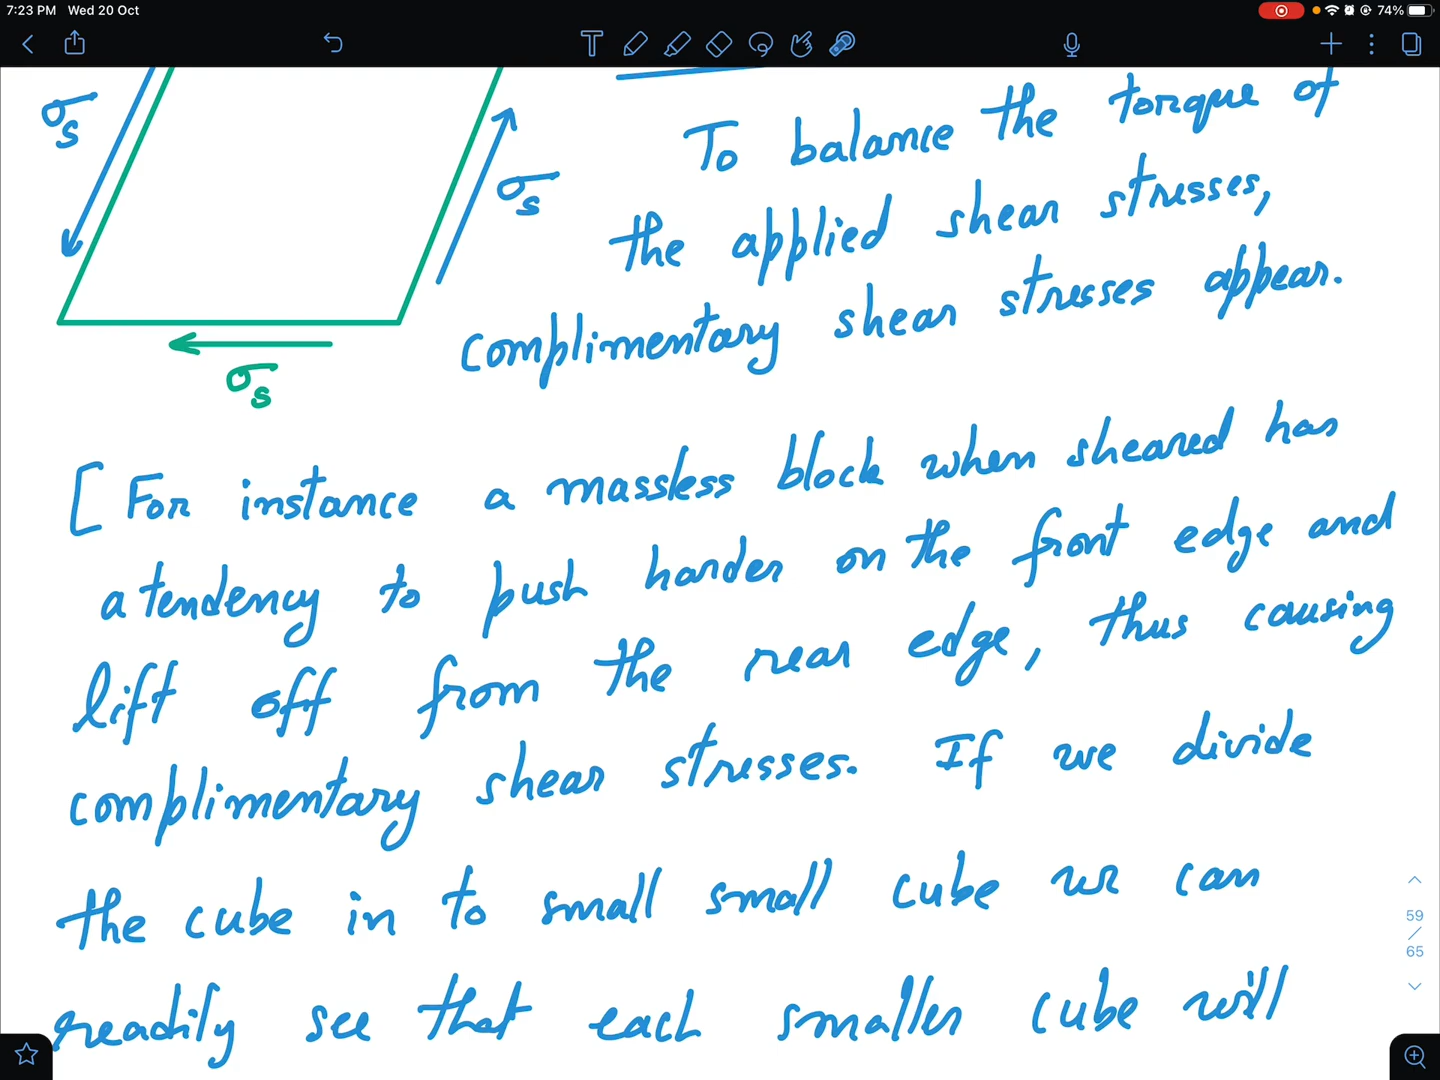 7:23 PM Wed 20 Oct
74%
T
σs
σs
σs
To balance the torque of
the applied shear stresses,
complimentary shear stresses appear.
[ For instance a massless block when sheared has
a tendency to push harder on the front edge and
lift off from the rear edge, thus causing
complimentary shear stresses. If we divide
the cube in to small small cube we can
readily see that each smaller cube will
59
/
65